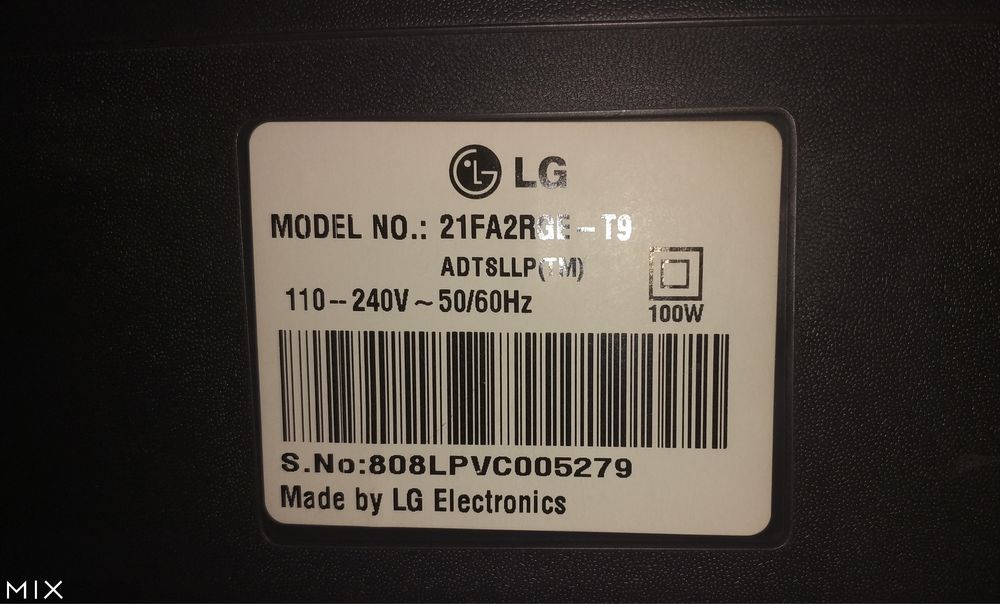 LG
MODEL NO.: 21FA2RGE-T9
ADTSLLP(TM)
110--240V~50/60Hz
100W
S.No:808LPVC005279
Made by LG Electronics
MIX